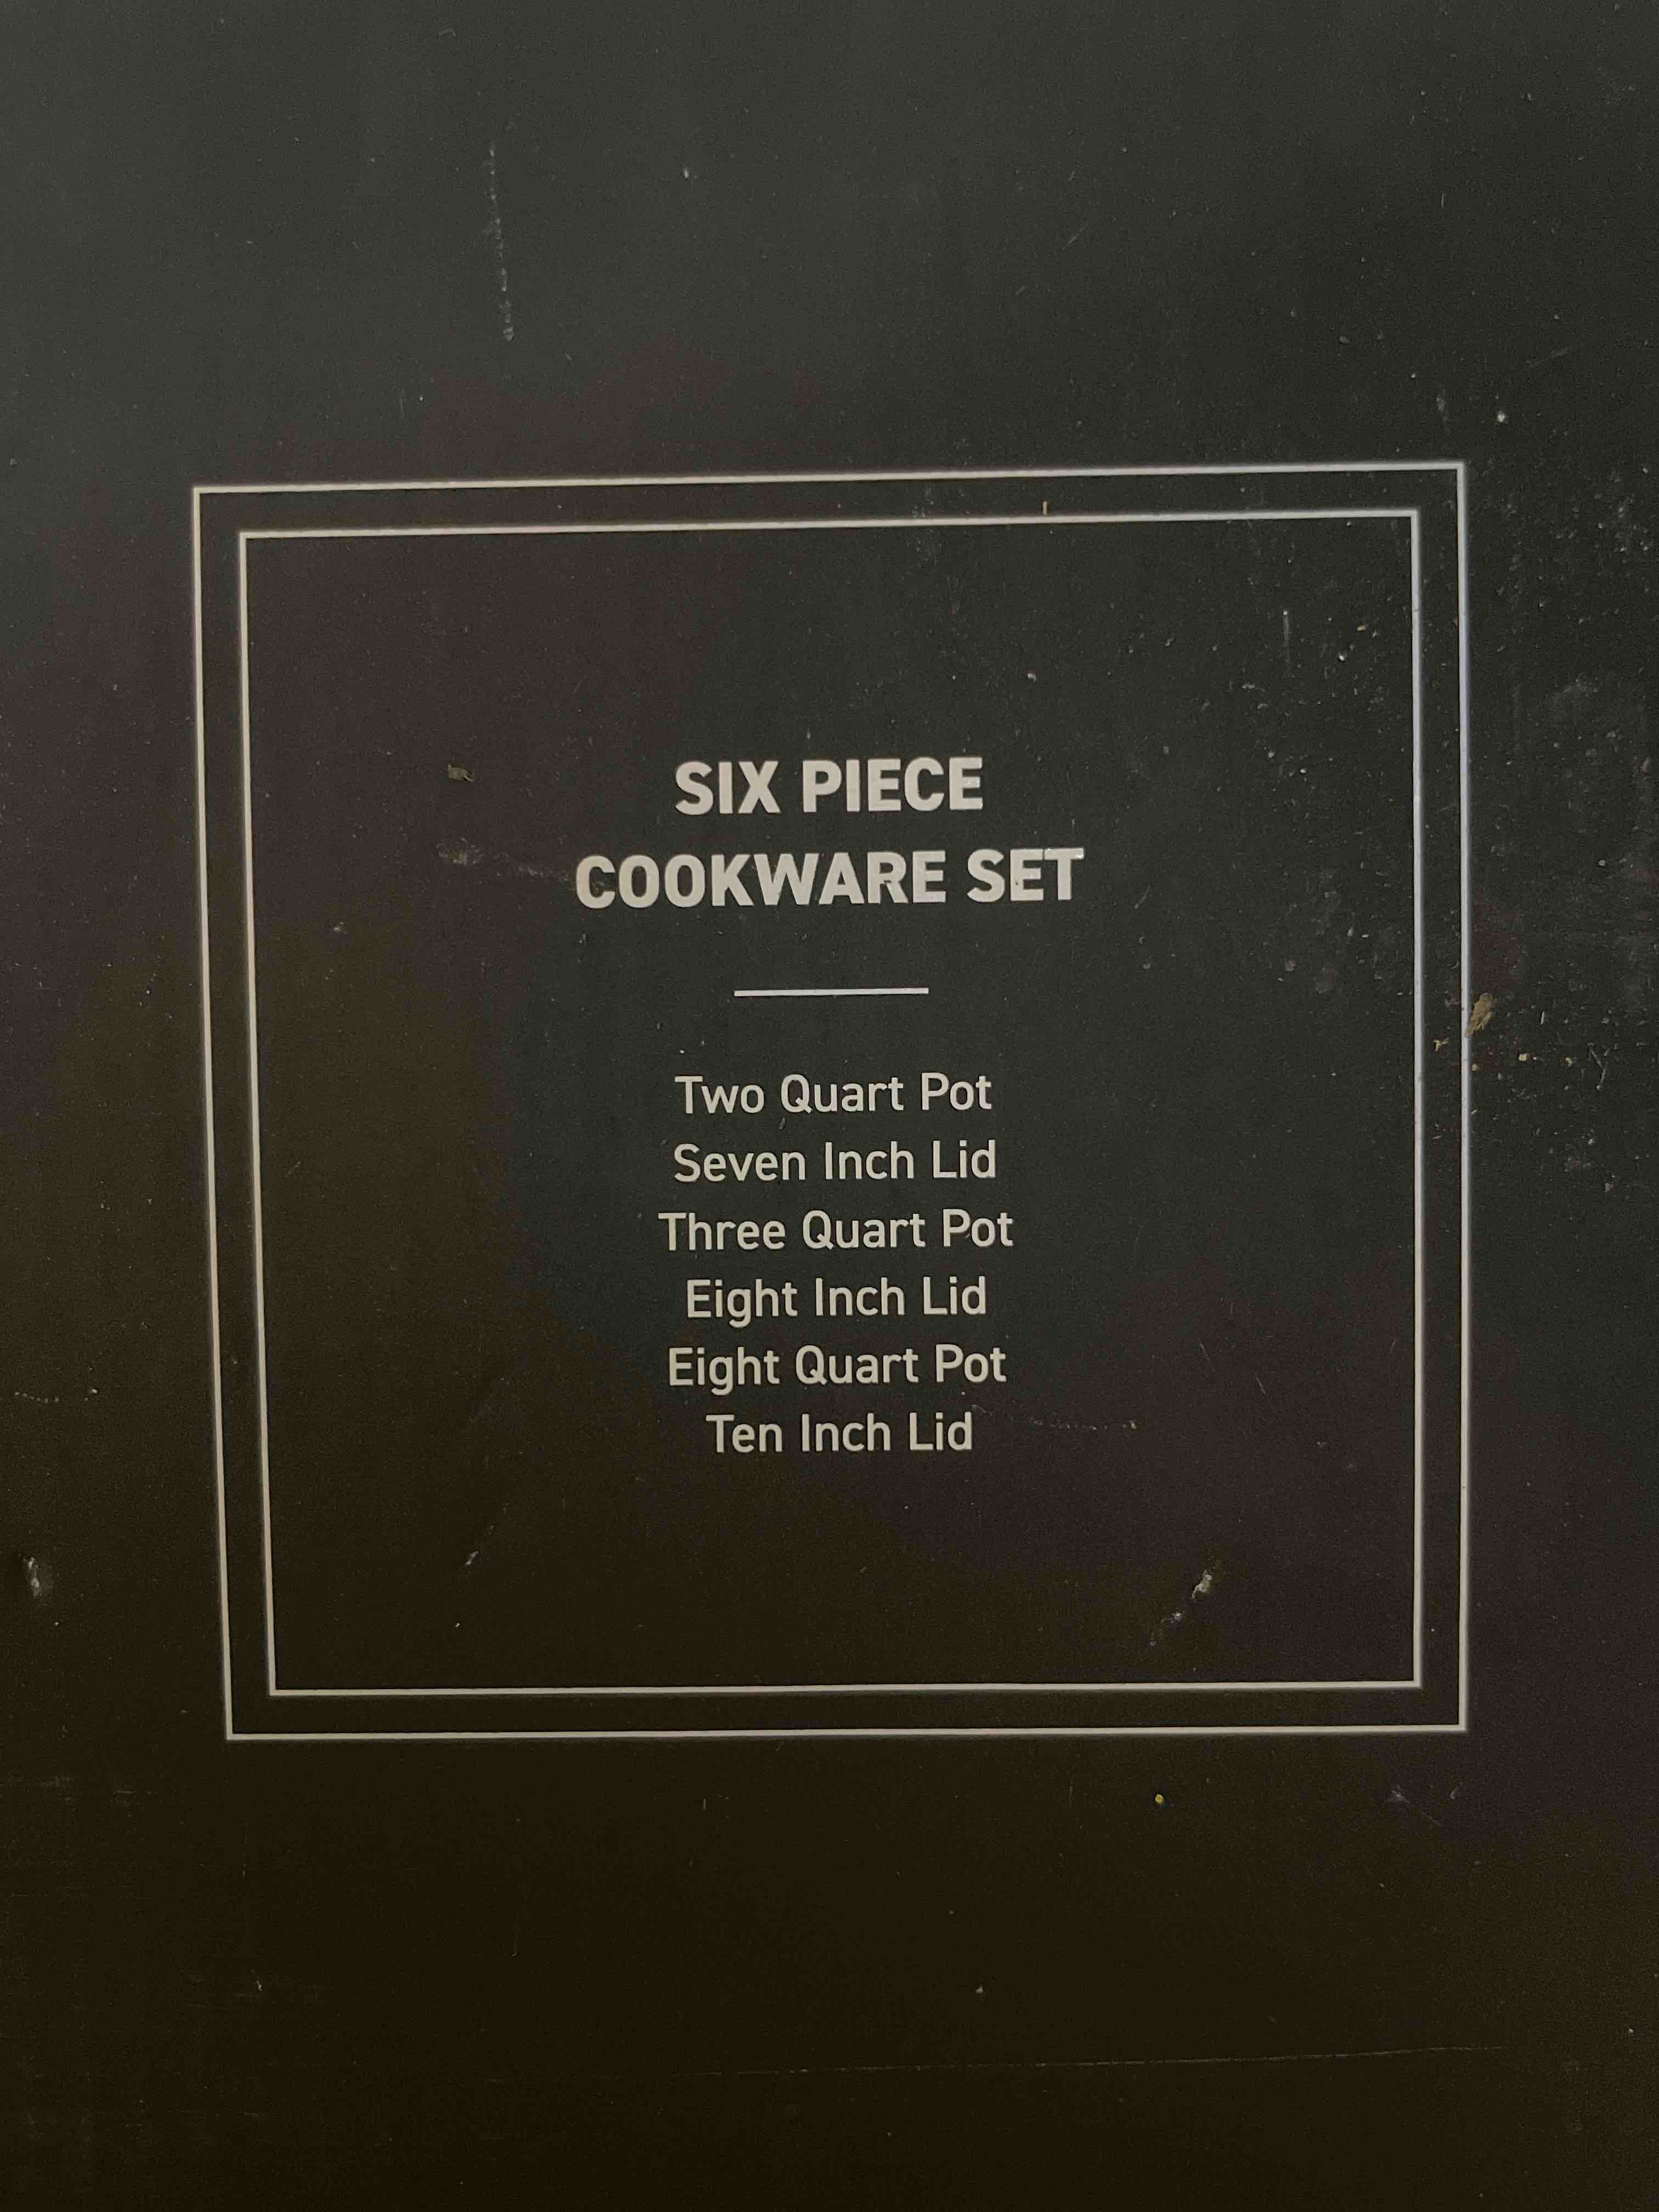 SIX PIECE
COOKWARE SET
Two Quart Pot
Seven Inch Lid
Three Quart Pot
Eight Inch Lid
Eight Quart Pot
Ten Inch Lid